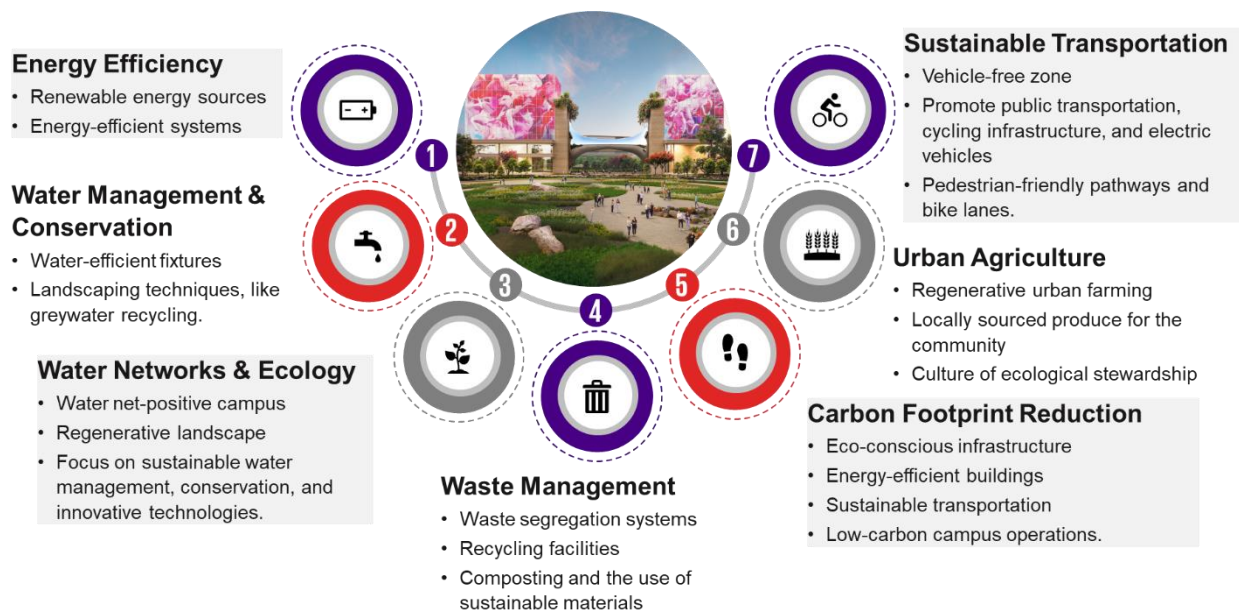 Energy Efficiency
• Renewable energy sources
• Energy-efficient systems
1
Water Management &
Conservation
• Water-efficient fixtures
• Landscaping techniques, like
greywater recycling.
2
Water Networks & Ecology
• Water net-positive campus
• Regenerative landscape
• Focus on sustainable water
management, conservation, and
innovative technologies.
3
Waste Management
• Waste segregation systems
• Recycling facilities
• Composting and the use of
sustainable materials
4
Carbon Footprint Reduction
• Eco-conscious infrastructure
• Energy-efficient buildings
• Sustainable transportation
• Low-carbon campus operations.
5
Urban Agriculture
• Regenerative urban farming
• Locally sourced produce for the
community
• Culture of ecological stewardship
6
Sustainable Transportation
• Vehicle-free zone
• Promote public transportation,
cycling infrastructure, and electric
vehicles
• Pedestrian-friendly pathways and
bike lanes.
7